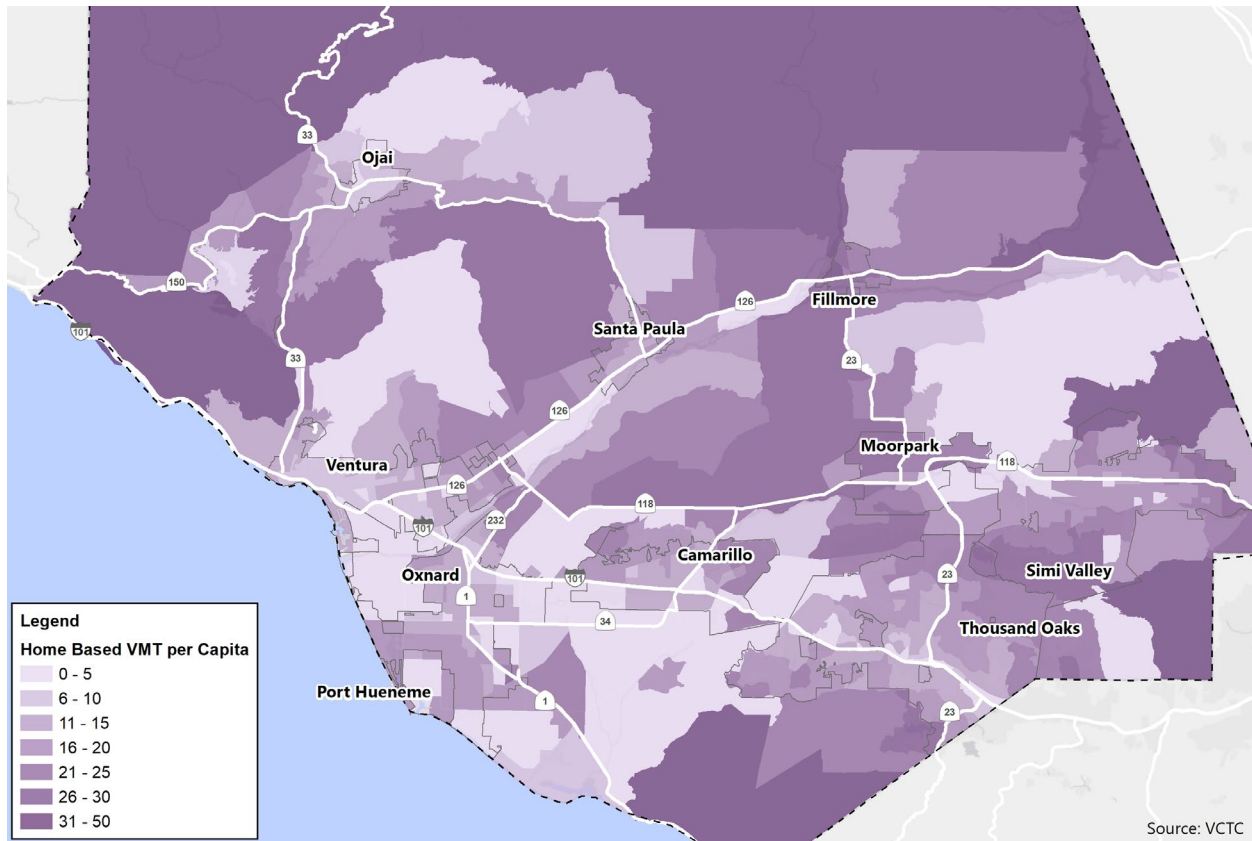 33
Ojai
150
101
33
126
Fillmore
Santa Paula
23
126
Moorpark
Ventura
118
126
118
232
101
Camarillo
Oxnard
101
23
Simi Valley
1
34
Thousand Oaks
Port Hueneme
1
23
Legend
Home Based VMT per Capita
0 - 5
6 - 10
11 - 15
16 - 20
21 - 25
26 - 30
31 - 50
Source: VCTC